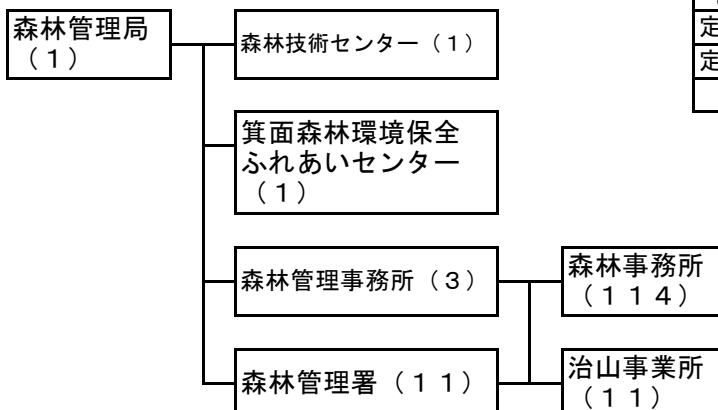 森林管理局
（１）
森林技術センター（１）
箕面森林環境保全
ふれあいセンター
（１）
森林管理事務所（３）
森林事務所
（１１４）
森林管理署（１１）
治山事業所
（１１）
定
定